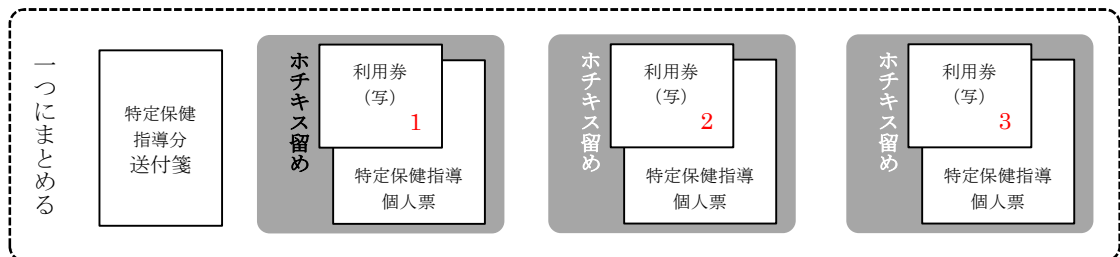 一つにまとめる
特定保健
指導分
送付箋
ホチキス留め
利用券
（写）
1
特定保健指導
個人票
ホチキス留め
利用券
（写）
2
特定保健指導
個人票
ホチキス留め
利用券
（写）
3
特定保健指導
個人票